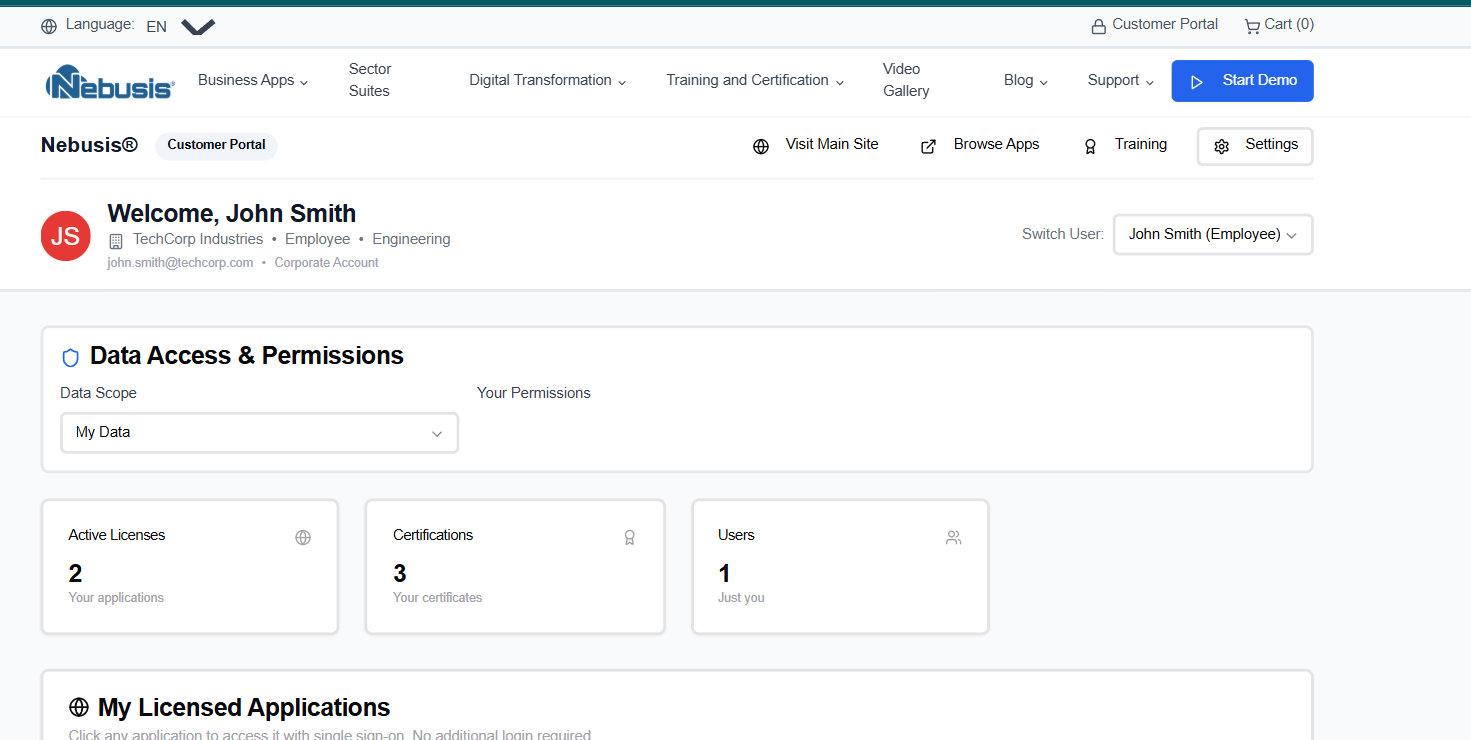 Language: EN
Customer Portal
Cart (0)
Nebusis®
Business Apps
Sector
Suites
Digital Transformation
Training and Certification
Video
Gallery
Blog
Support
Start Demo
Nebusis®
Customer Portal
Visit Main Site
Browse Apps
Training
Settings
JS
Welcome, John Smith
TechCorp Industries • Employee • Engineering
john.smith@techcorp.com • Corporate Account
Switch User:
John Smith (Employee)
Data Access & Permissions
Data Scope
Your Permissions
My Data
Active Licenses
2
Your applications
Certifications
3
Your certificates
Users
1
Just you
My Licensed Applications
Click any application to access it with single sign-on. No additional login required